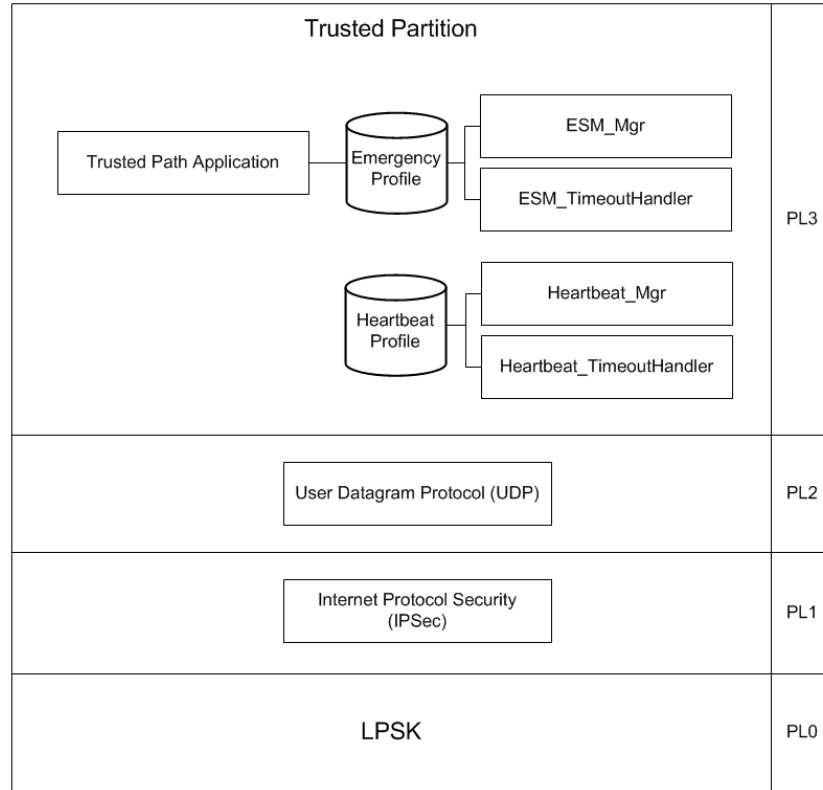 Trusted Partition
Trusted Path Application
Emergency
Profile
ESM_Mgr
ESM_TimeoutHandler
PL3
Heartbeat
Profile
Heartbeat_Mgr
Heartbeat_TimeoutHandler
User Datagram Protocol (UDP)
PL2
Internet Protocol Security
(IPSec)
PL1
LPSK
PL0